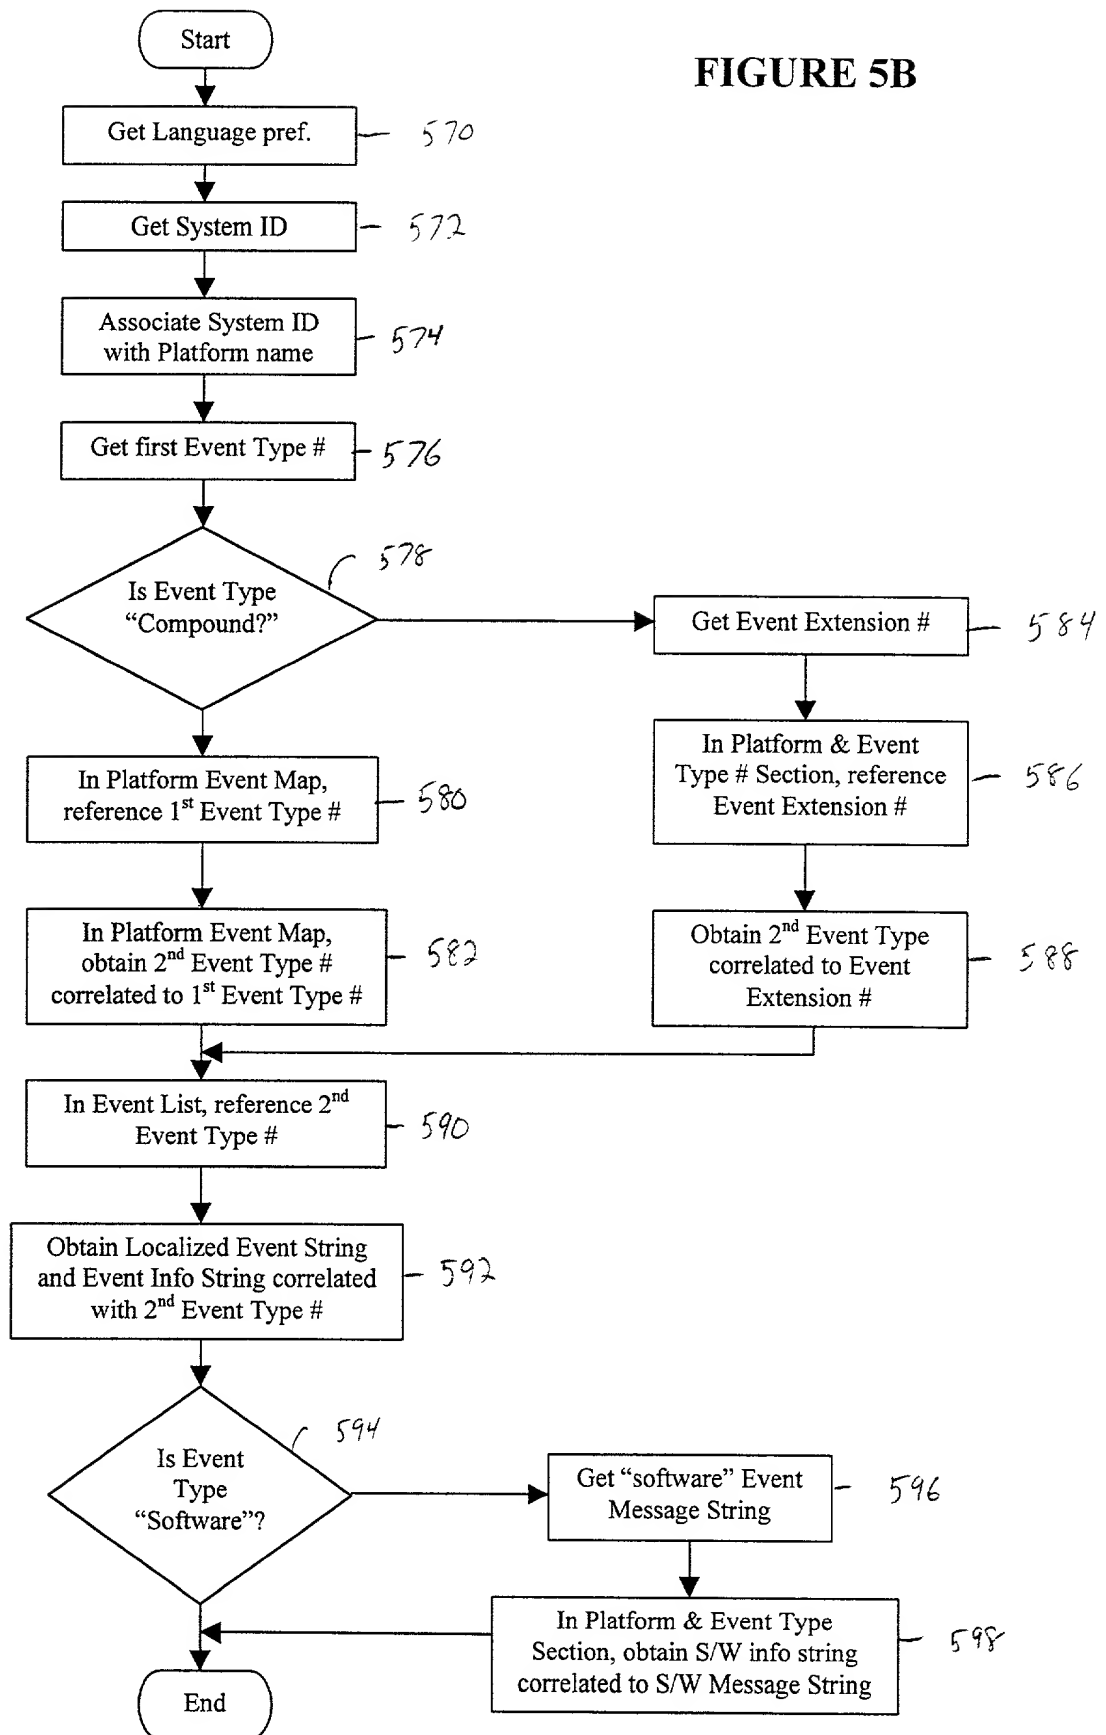 FIGURE 5B
Start
Get Language pref.
570
Get System ID
572
Associate System ID
with Platform name
574
Get first Event Type #
576
578
Is Event Type
“Compound?”
Get Event Extension #
584
In Platform Event Map,
reference 1st Event Type #
580
In Platform & Event
Type # Section, reference
Event Extension #
586
In Platform Event Map,
obtain 2nd Event Type #
correlated to 1st Event Type #
582
Obtain 2nd Event Type
correlated to Event
Extension #
588
In Event List, reference 2nd
Event Type #
590
Obtain Localized Event String
and Event Info String correlated
with 2nd Event Type #
592
594
Is Event
Type
“Software”?
Get “software” Event
Message String
596
In Platform & Event Type
Section, obtain S/W info string
correlated to S/W Message String
598
End